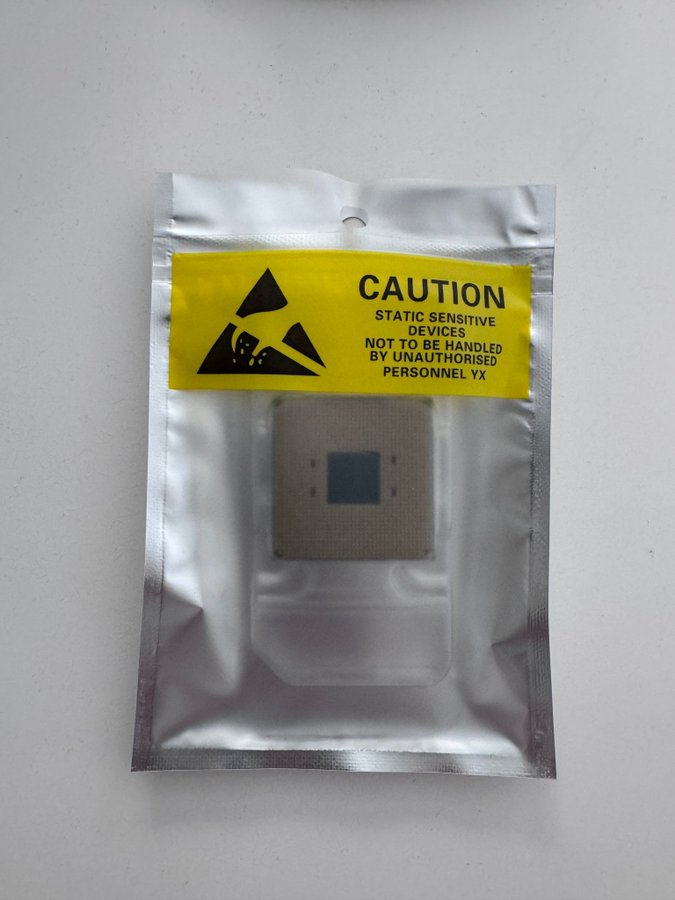 CAUTION
STATIC SENSITIVE
DEVICES
NOT TO BE HANDLED
BY UNAUTHORISED
PERSONNEL YX